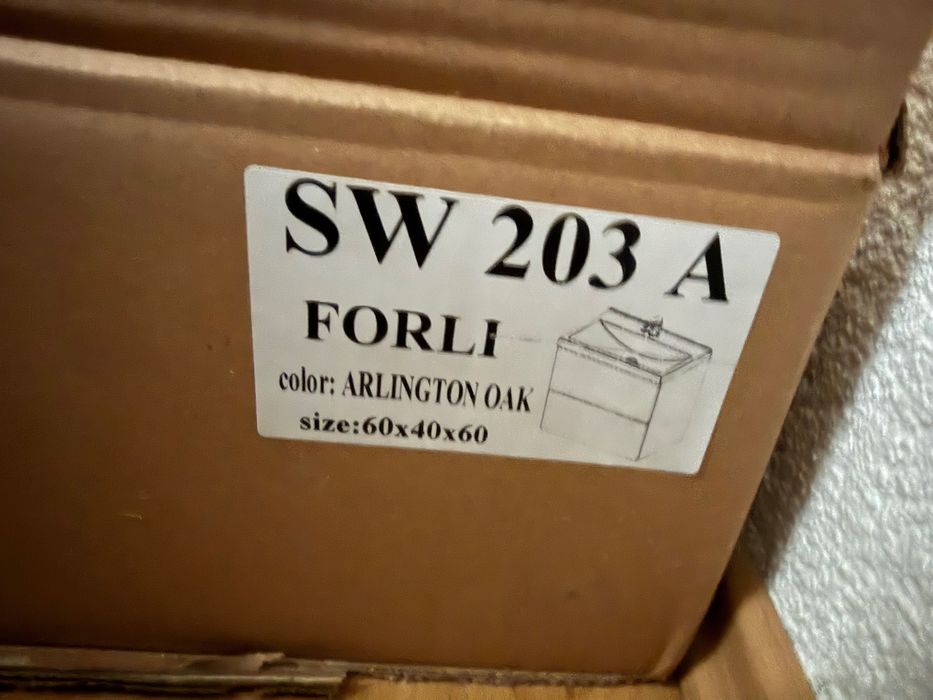 SW 203 A
FORLI
color: ARLINGTON OAK
size:60x40x60